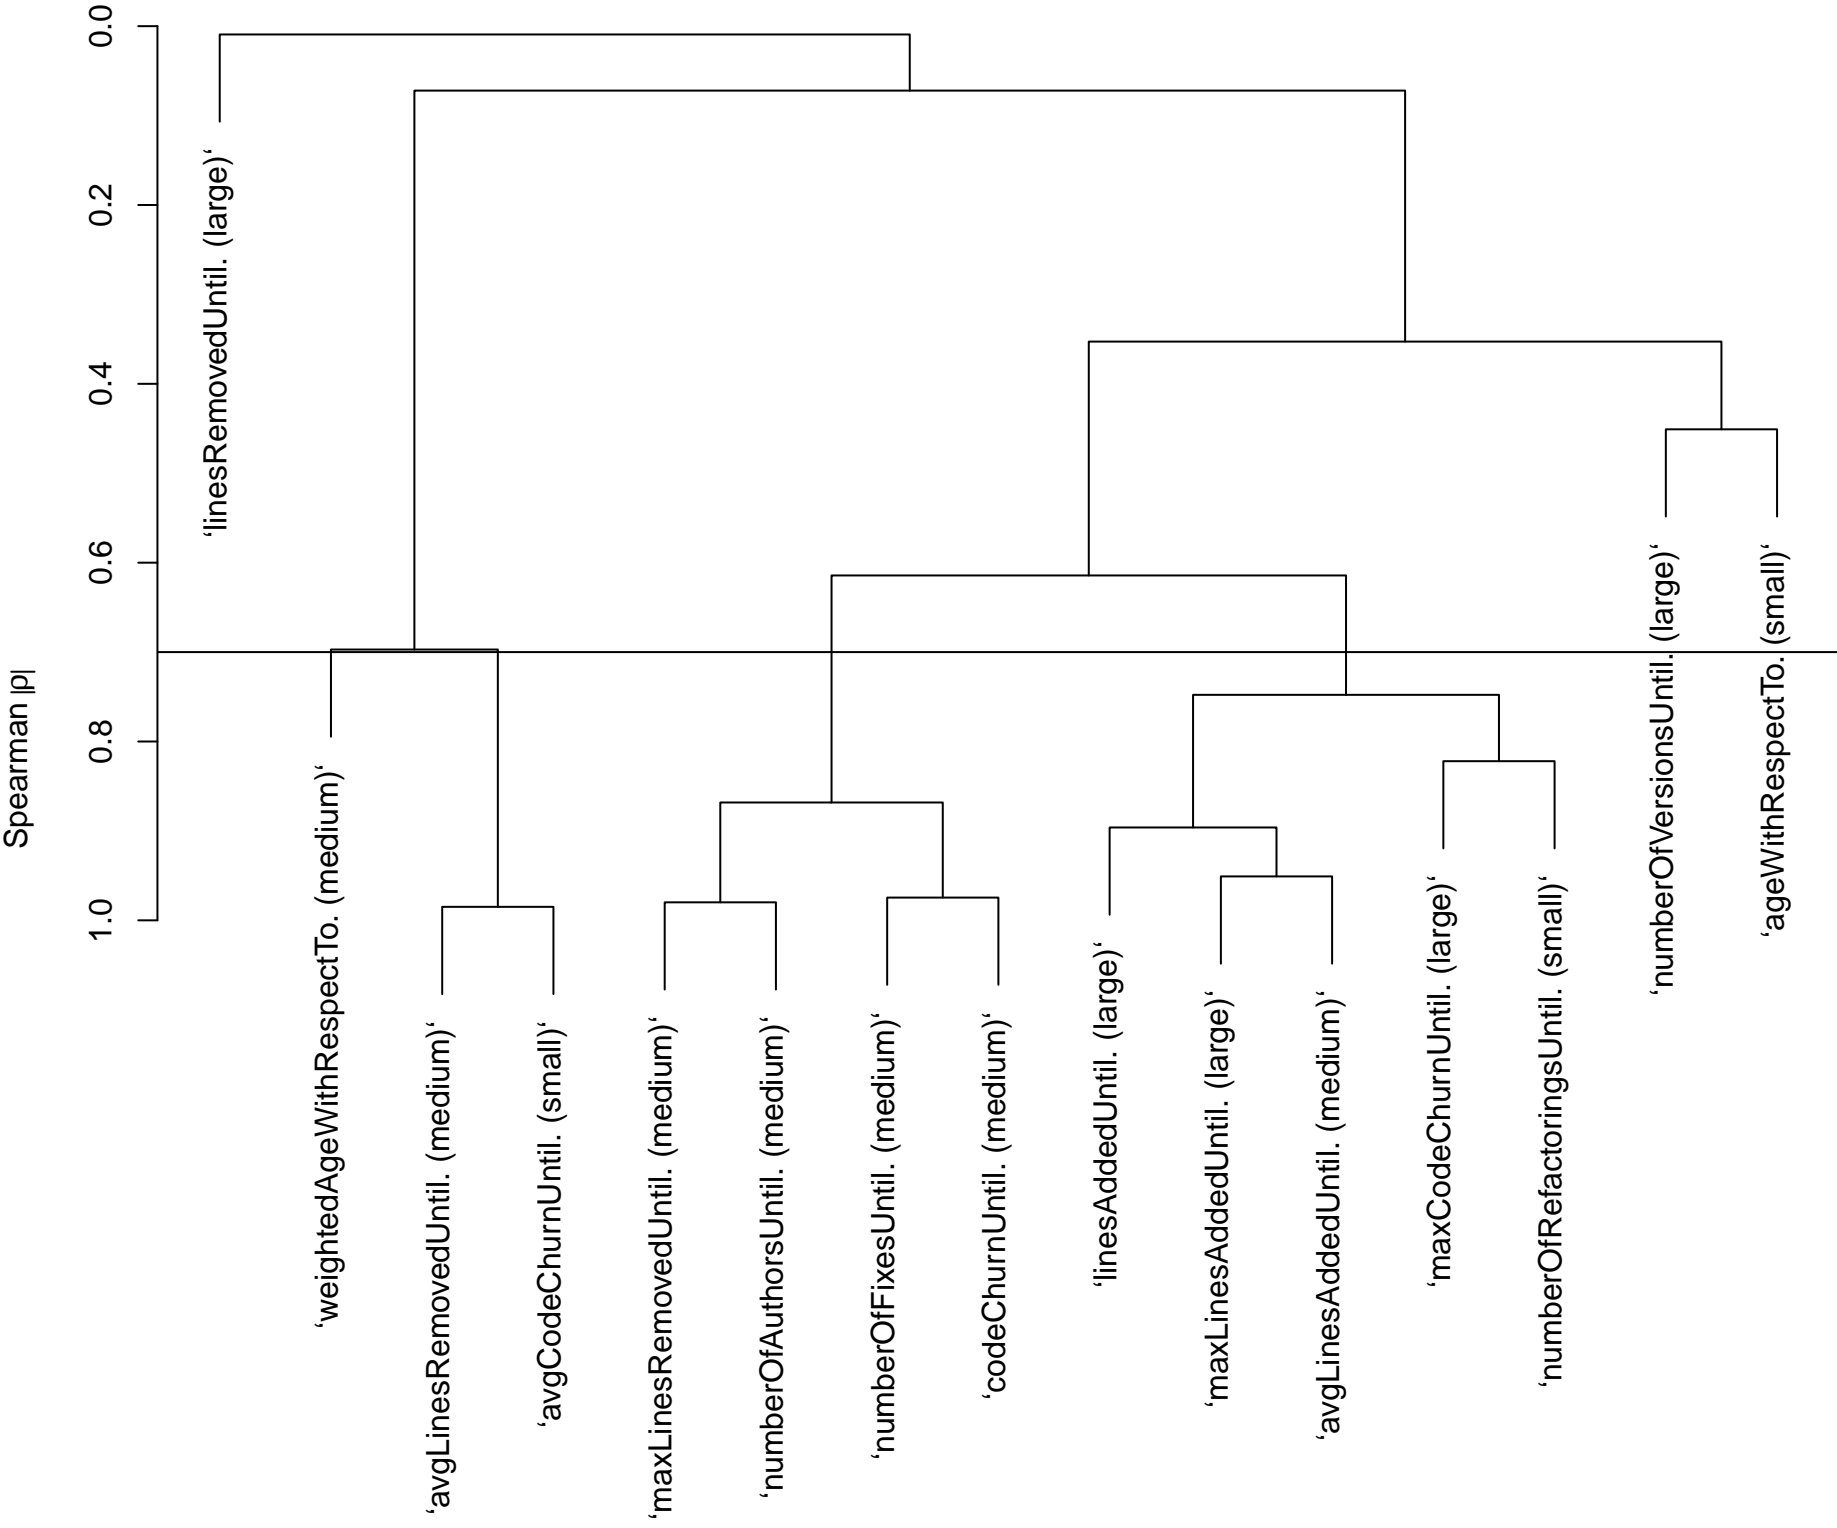 Spearman |ρ|
0.0
0.2
0.4
0.6
0.8
1.0
‘linesRemovedUntil. (large)‘
‘weightedAgeWithRespectTo. (medium)‘
‘avgLinesRemovedUntil. (medium)‘
‘avgCodeChurnUntil. (small)‘
‘maxLinesRemovedUntil. (medium)‘
‘numberOfAuthorsUntil. (medium)‘
‘numberOfFixesUntil. (medium)‘
‘codeChurnUntil. (medium)‘
‘linesAddedUntil. (large)‘
‘maxLinesAddedUntil. (large)‘
‘avgLinesAddedUntil. (medium)‘
‘maxCodeChurnUntil. (large)‘
‘numberOfRefactoringsUntil. (small)‘
‘numberOfVersionsUntil. (large)‘
‘ageWithRespectTo. (small)‘